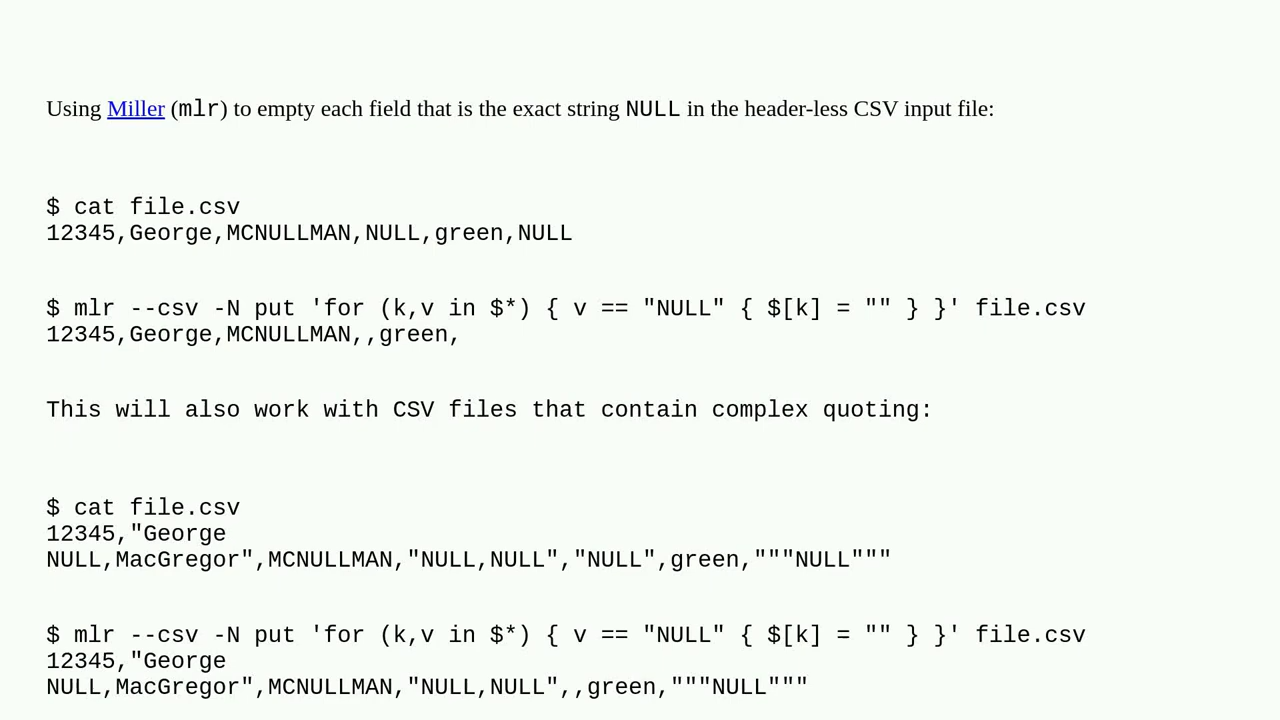 Using Miller (mlr) to empty each field that is the exact string NULL in the header-less CSV input file:
$ cat file.csv
12345,George,MCNULLMAN,NULL,green,NULL
$ mlr --csv -N put 'for (k,v in $*) { v == "NULL" { $[k] = "" } }' file.csv
12345,George,MCNULLMAN,,green,
This will also work with CSV files that contain complex quoting:
$ cat file.csv
12345,"George
NULL,MacGregor",MCNULLMAN,"NULL,NULL","NULL",green,"""NULL"""
$ mlr --csv -N put 'for (k,v in $*) { v == "NULL" { $[k] = "" } }' file.csv
12345,"George
NULL,MacGregor",MCNULLMAN,"NULL,NULL",,green,"""NULL"""